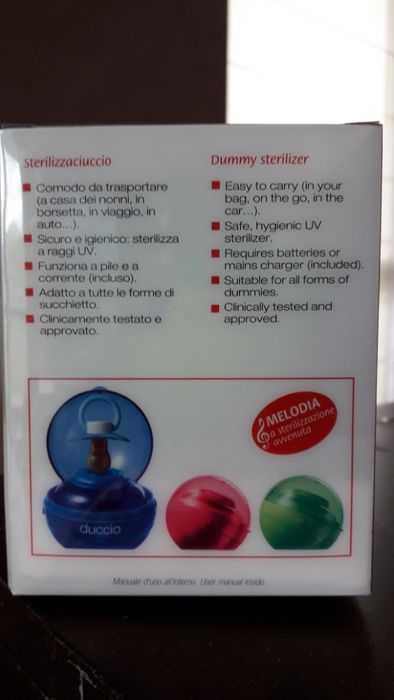 Sterilizzaciuccio
Comodo da trasportare
(a casa dei nonni, in
borsetta, in viaggio, in
auto...).
Sicuro e igienico: sterilizza
a raggi UV.
Funziona a pile e a
corrente (incluso).
Adatto a tutte le forme di
succhietto.
Clinicamente testato e
approvato.
Dummy sterilizer
Easy to carry (in your
bag, on the go, in the
car...).
Safe, hygienic UV
sterilizer.
Requires batteries or
mains charger (included).
Suitable for all forms of
dummies.
Clinically tested and
approved.
MELODIA
a sterilizzazione
avvenuta
duccio
Manuale d'uso all'interno. User manual inside.